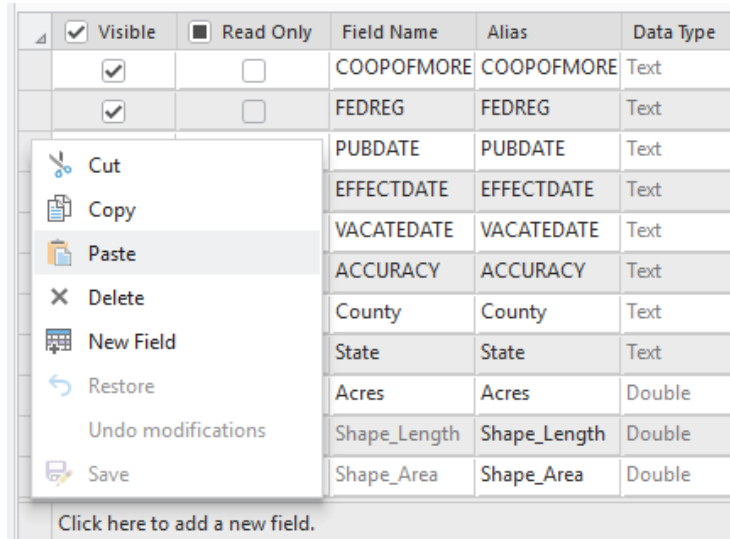 Visible Read Only Field Name Alias Data Type
COOPOFMORE COOPOFMORE Text
FEDREG FEDREG Text
PUBDATE PUBDATE Text
Cut
EFFECTDATE EFFECTDATE Text
Copy
VACATEDATE VACATEDATE Text
Paste
ACCURACY ACCURACY Text
Delete
County County Text
New Field
State State Text
Restore
Acres Acres Double
Undo modifications
Shape_Length Shape_Length Double
Save
Shape_Area Shape_Area Double
Click here to add a new field.